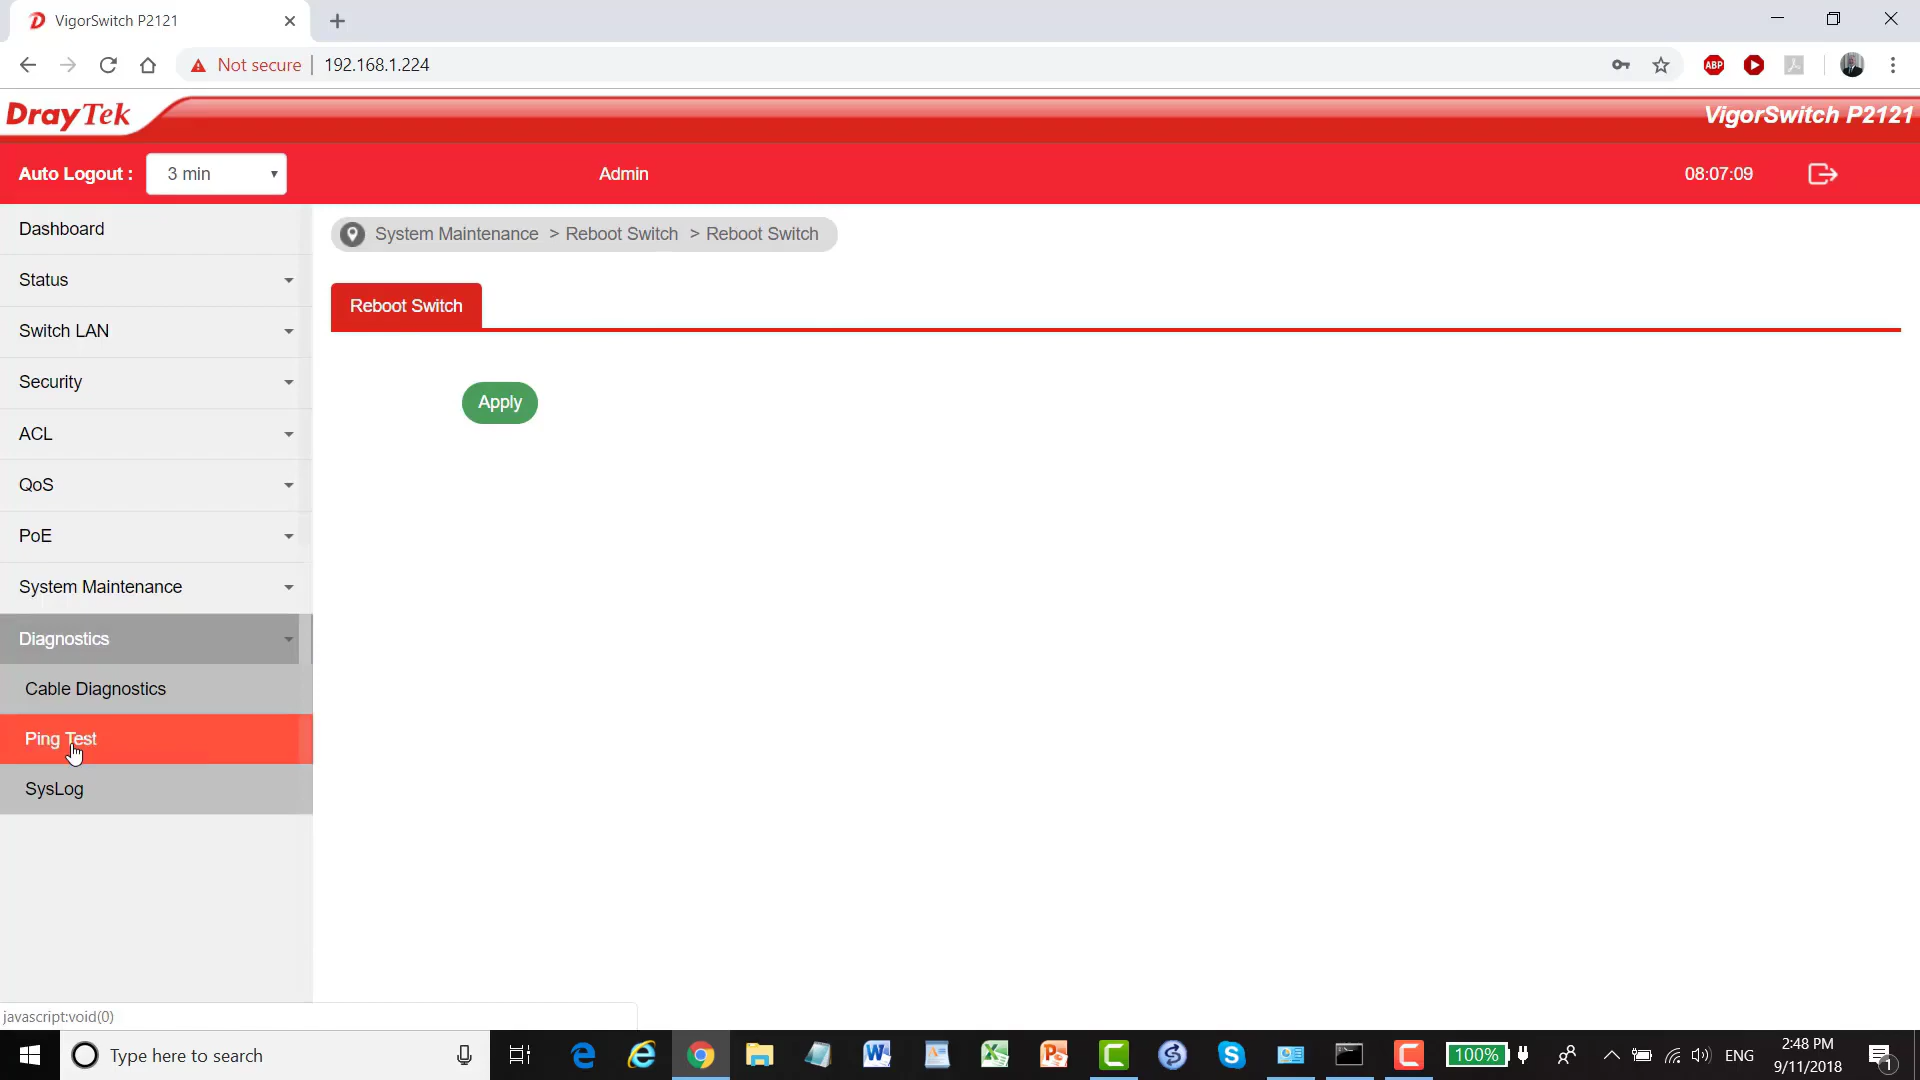 VigorSwitch P2121
Not secure
192.168.1.224
ABP
DrayTek
VigorSwitch P2121
Auto Logout :
3 min
Admin
08:07:09
Dashboard
Status
Switch LAN
Security
ACL
QoS
PoE
System Maintenance
Diagnostics
Cable Diagnostics
Ping Test
SysLog
System Maintenance > Reboot Switch > Reboot Switch
Reboot Switch
Apply
javascript:void(0)
Type here to search
100%
ENG
2:48 PM
9/11/2018
1